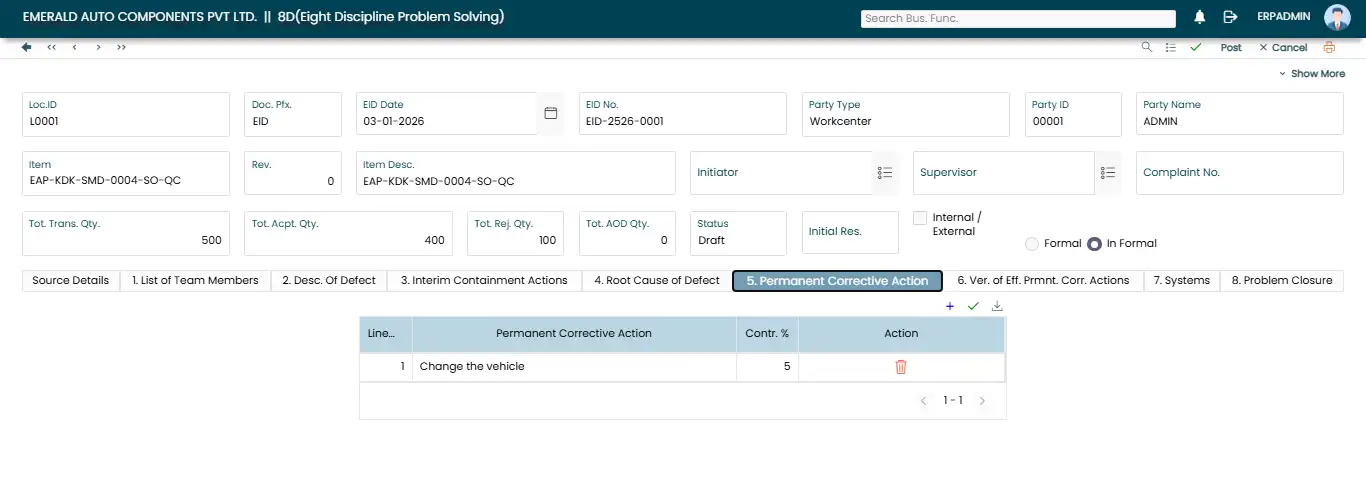 EMERALD AUTO COMPONENTS PVT LTD. || 8D(Eight Discipline Problem Solving)
Search Bus. Func.
ERPADMIN
Post
Cancel
Show More
Loc.ID
L0001
Doc. Pfx.
EID
EID Date
03-01-2026
EID No.
EID-2526-0001
Party Type
Workcenter
Party ID
00001
Party Name
ADMIN
Item
EAP-KDK-SMD-0004-SO-QC
Rev.
0
Item Desc.
EAP-KDK-SMD-0004-SO-QC
Initiator
Supervisor
Complaint No.
Tot. Trans. Qty.
500
Tot. Acpt. Qty.
400
Tot. Rej. Qty.
100
Tot. AOD Qty.
0
Status
Draft
Initial Res.
Internal /
External
Formal
In Formal
Source Details
1. List of Team Members
2. Desc. Of Defect
3. Interim Containment Actions
4. Root Cause of Defect
5. Permanent Corrective Action
6. Ver. of Eff. Prmnt. Corr. Actions
7. Systems
8. Problem Closure
Line... Permanent Corrective Action Contr. % Action
1 Change the vehicle 5
1 - 1